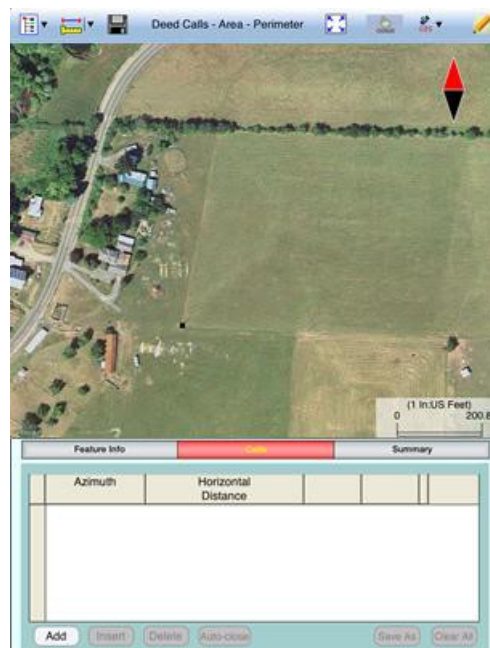 Deed Calls - Area - Perimeter
GPS
(1 In:US Feet)
0 200.8
Feature Info Calls Summary
Azimuth Horizontal Distance
Add Insert Delete Auto-close Save As Clear All